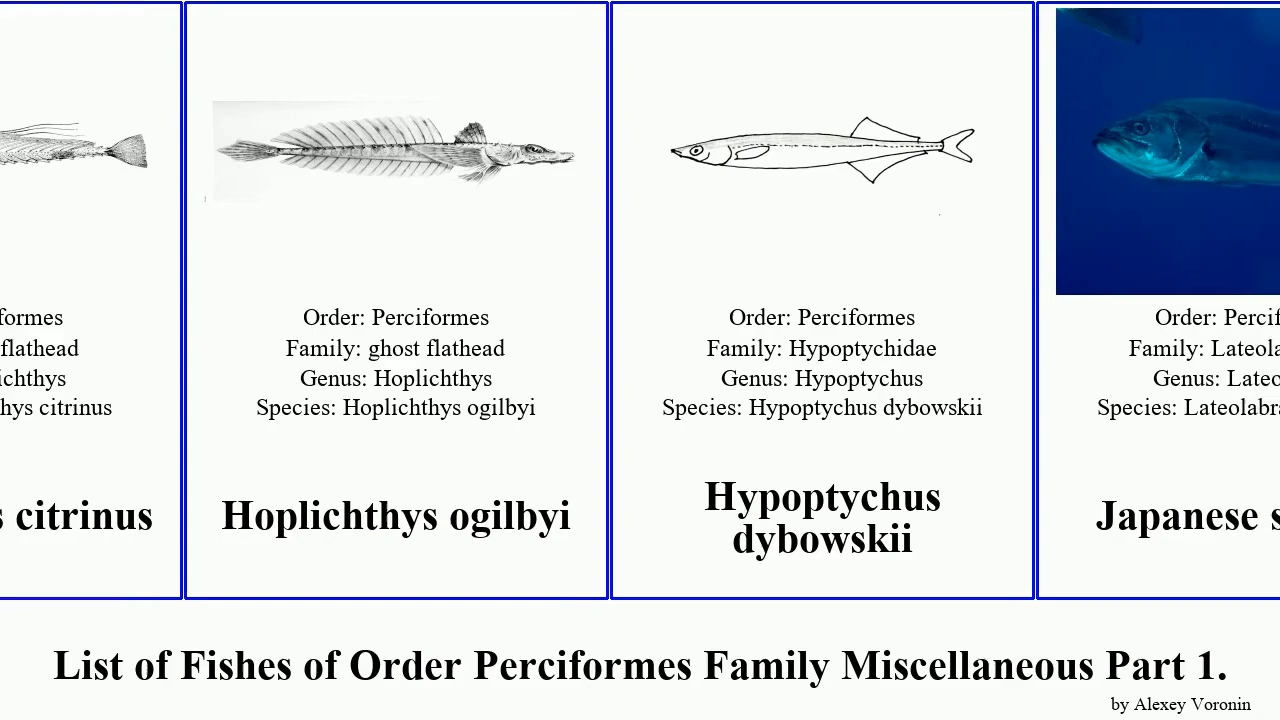 formes
flathead
ichthys
hys citrinus
s citrinus
Order: Perciformes
Family: ghost flathead
Genus: Hoplichthys
Species: Hoplichthys ogilbyi
Hoplichthys ogilbyi
Order: Perciformes
Family: Hypoptychidae
Genus: Hypoptychus
Species: Hypoptychus dybowskii
Hypoptychus
dybowskii
Order: Percif
Family: Lateola
Genus: Lateo
Species: Lateolabra
Japanese s
List of Fishes of Order Perciformes Family Miscellaneous Part 1.
by Alexey Voronin